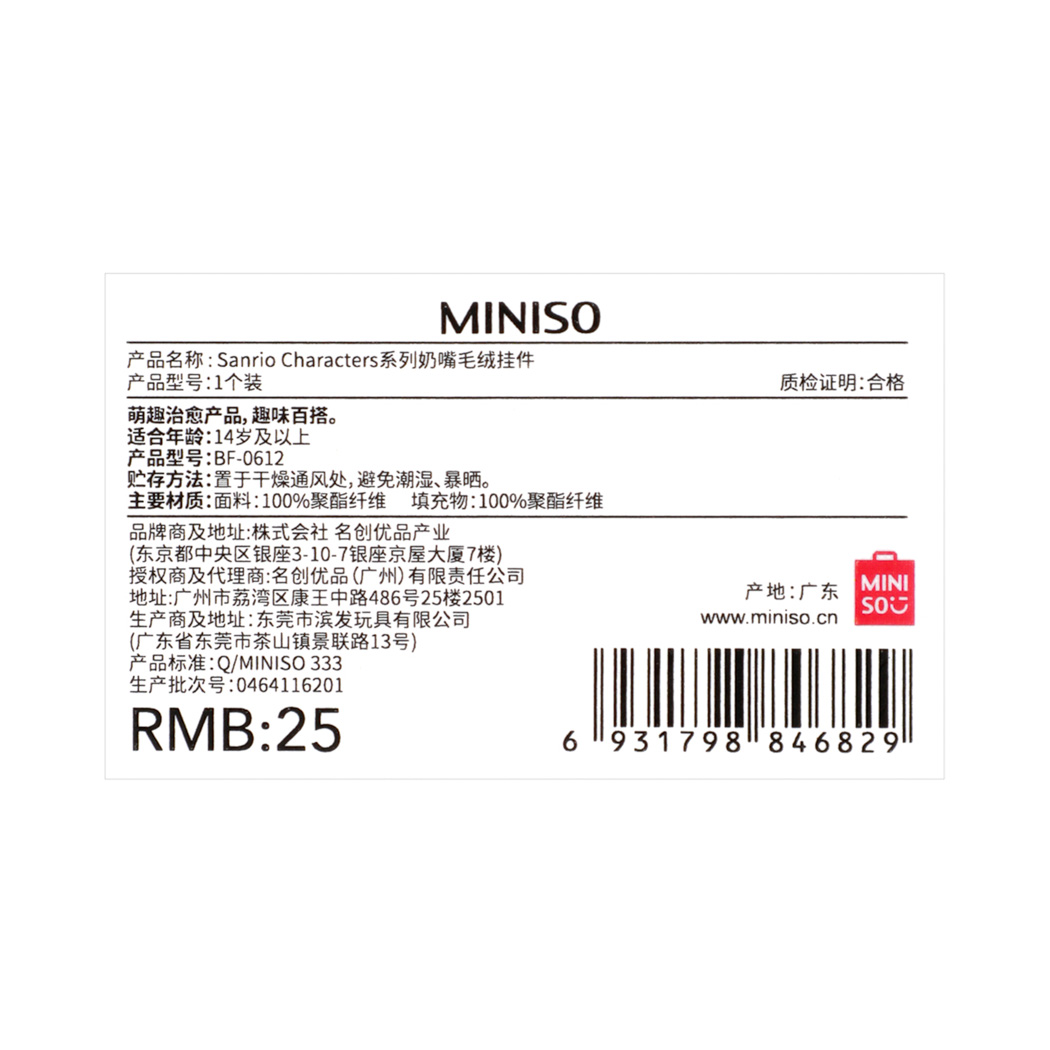 MINISO
产品名称：Sanrio Characters系列奶嘴毛绒挂件
产品型号：1个装
质检证明：合格
萌趣治愈产品，趣味百搭。
适合年龄：14岁及以上
产品型号：BF-0612
贮存方法：置于干燥通风处，避免潮湿、暴晒。
主要材质：面料：100%聚酯纤维 填充物：100%聚酯纤维
品牌商及地址：株式会社 名创优品产业
(东京都中央区银座3-10-7银座京屋大厦7楼)
授权商及代理商：名创优品（广州）有限责任公司
地址：广州市荔湾区康王中路486号25楼2501
生产商及地址：东莞市滨发玩具有限公司
(广东省东莞市茶山镇景联路13号)
产品标准：Q/MINISO 333
生产批次号：0464116201
RMB:25
产地：广东
www.miniso.cn
MINI
SO
6 931798 846829